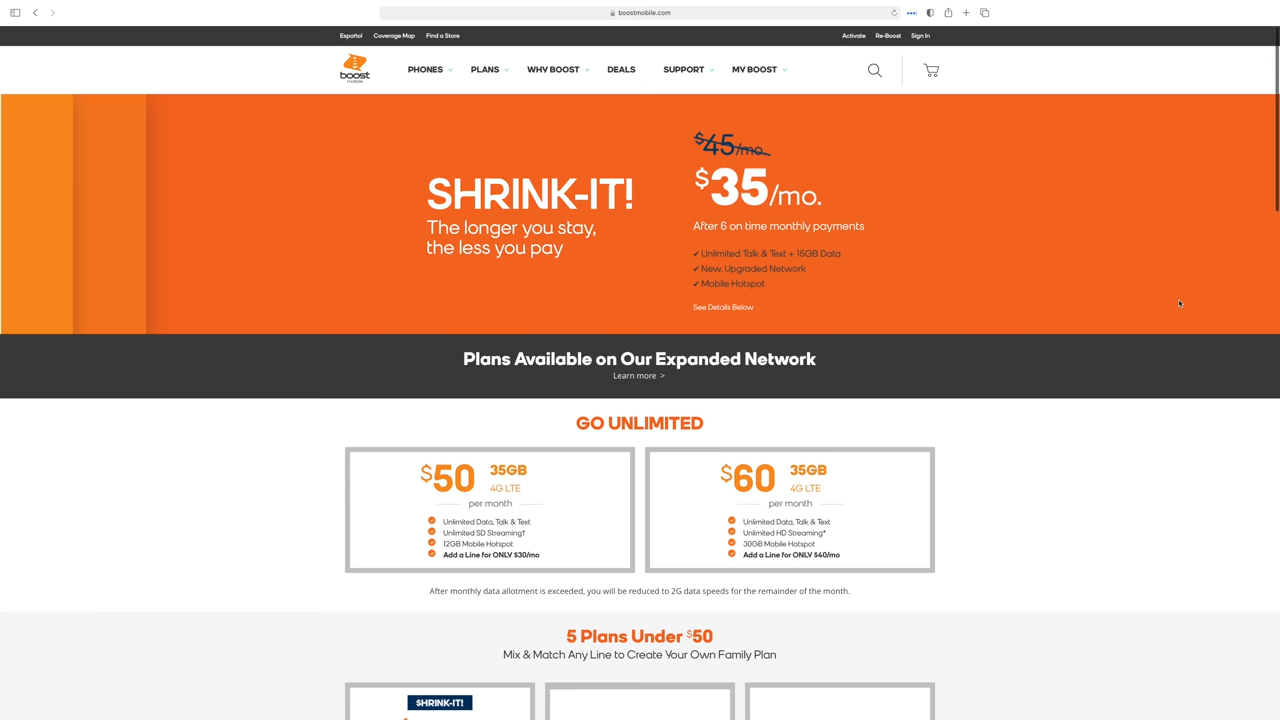 boostmobile.com
Español Coverage Map Find a Store Activate Re-Boost Sign In
boost
mobile
PHONES PLANS WHY BOOST DEALS SUPPORT MY BOOST
$45/mo.
SHRINK-IT!
The longer you stay,
the less you pay
$35/mo.
After 6 on time monthly payments
✔ Unlimited Talk & Text + 15GB Data
✔ New, Upgraded Network
✔ Mobile Hotspot
See Details Below
Plans Available on Our Expanded Network
Learn more >
GO UNLIMITED
$50 35GB
4G LTE
per month
Unlimited Data, Talk & Text
Unlimited SD Streaming†
12GB Mobile Hotspot
Add a Line for ONLY $30/mo
$60 35GB
4G LTE
per month
Unlimited Data, Talk & Text
Unlimited HD Streaming*
30GB Mobile Hotspot
Add a Line for ONLY $40/mo
After monthly data allotment is exceeded, you will be reduced to 2G data speeds for the remainder of the month.
5 Plans Under $50
Mix & Match Any Line to Create Your Own Family Plan
$HRINK-IT!